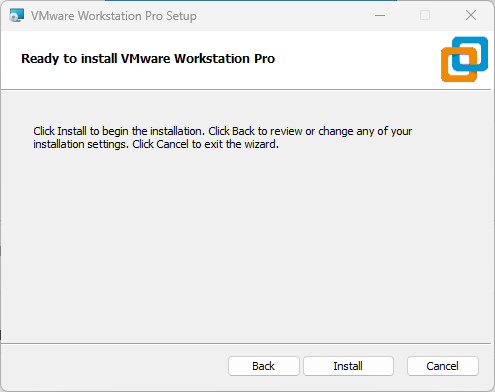 VMware Workstation Pro Setup
Ready to install VMware Workstation Pro
Click Install to begin the installation. Click Back to review or change any of your
installation settings. Click Cancel to exit the wizard.
Back Install Cancel